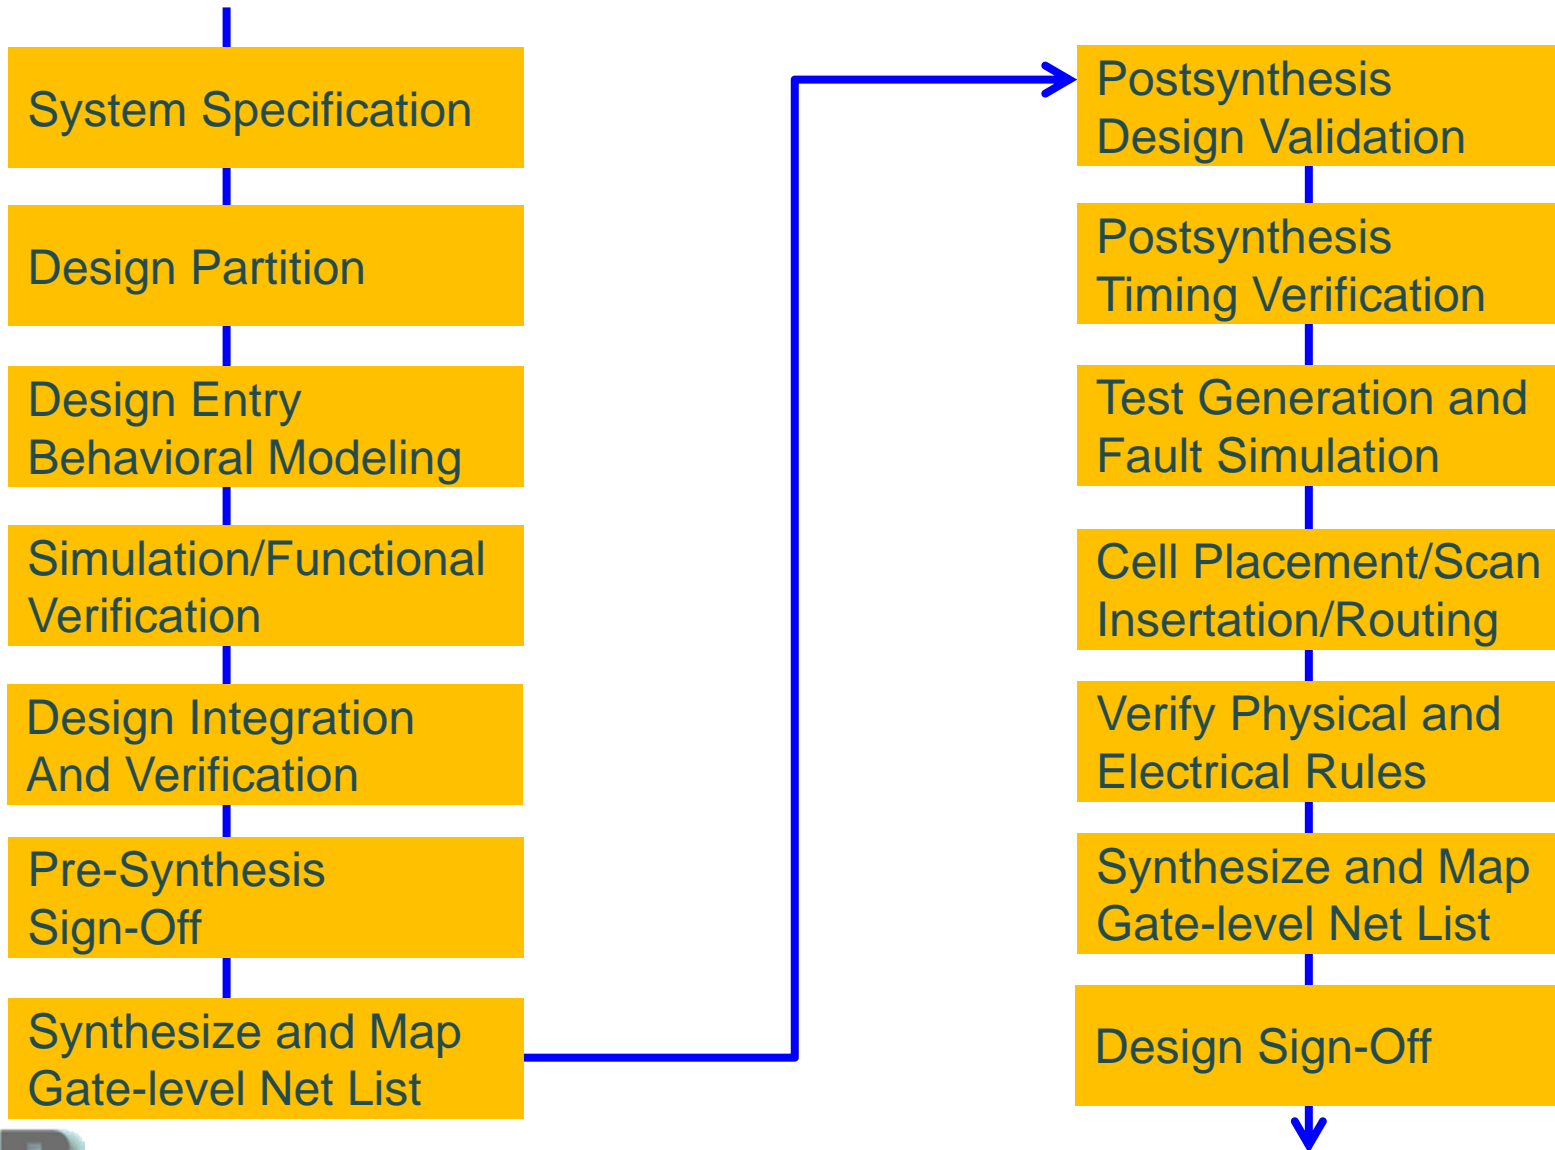 System Specification
Design Partition
Design Entry
Behavioral Modeling
Simulation/Functional
Verification
Design Integration
And Verification
Pre-Synthesis
Sign-Off
Synthesize and Map
Gate-level Net List
Postsynthesis
Design Validation
Postsynthesis
Timing Verification
Test Generation and
Fault Simulation
Cell Placement/Scan
Insertation/Routing
Verify Physical and
Electrical Rules
Synthesize and Map
Gate-level Net List
Design Sign-Off